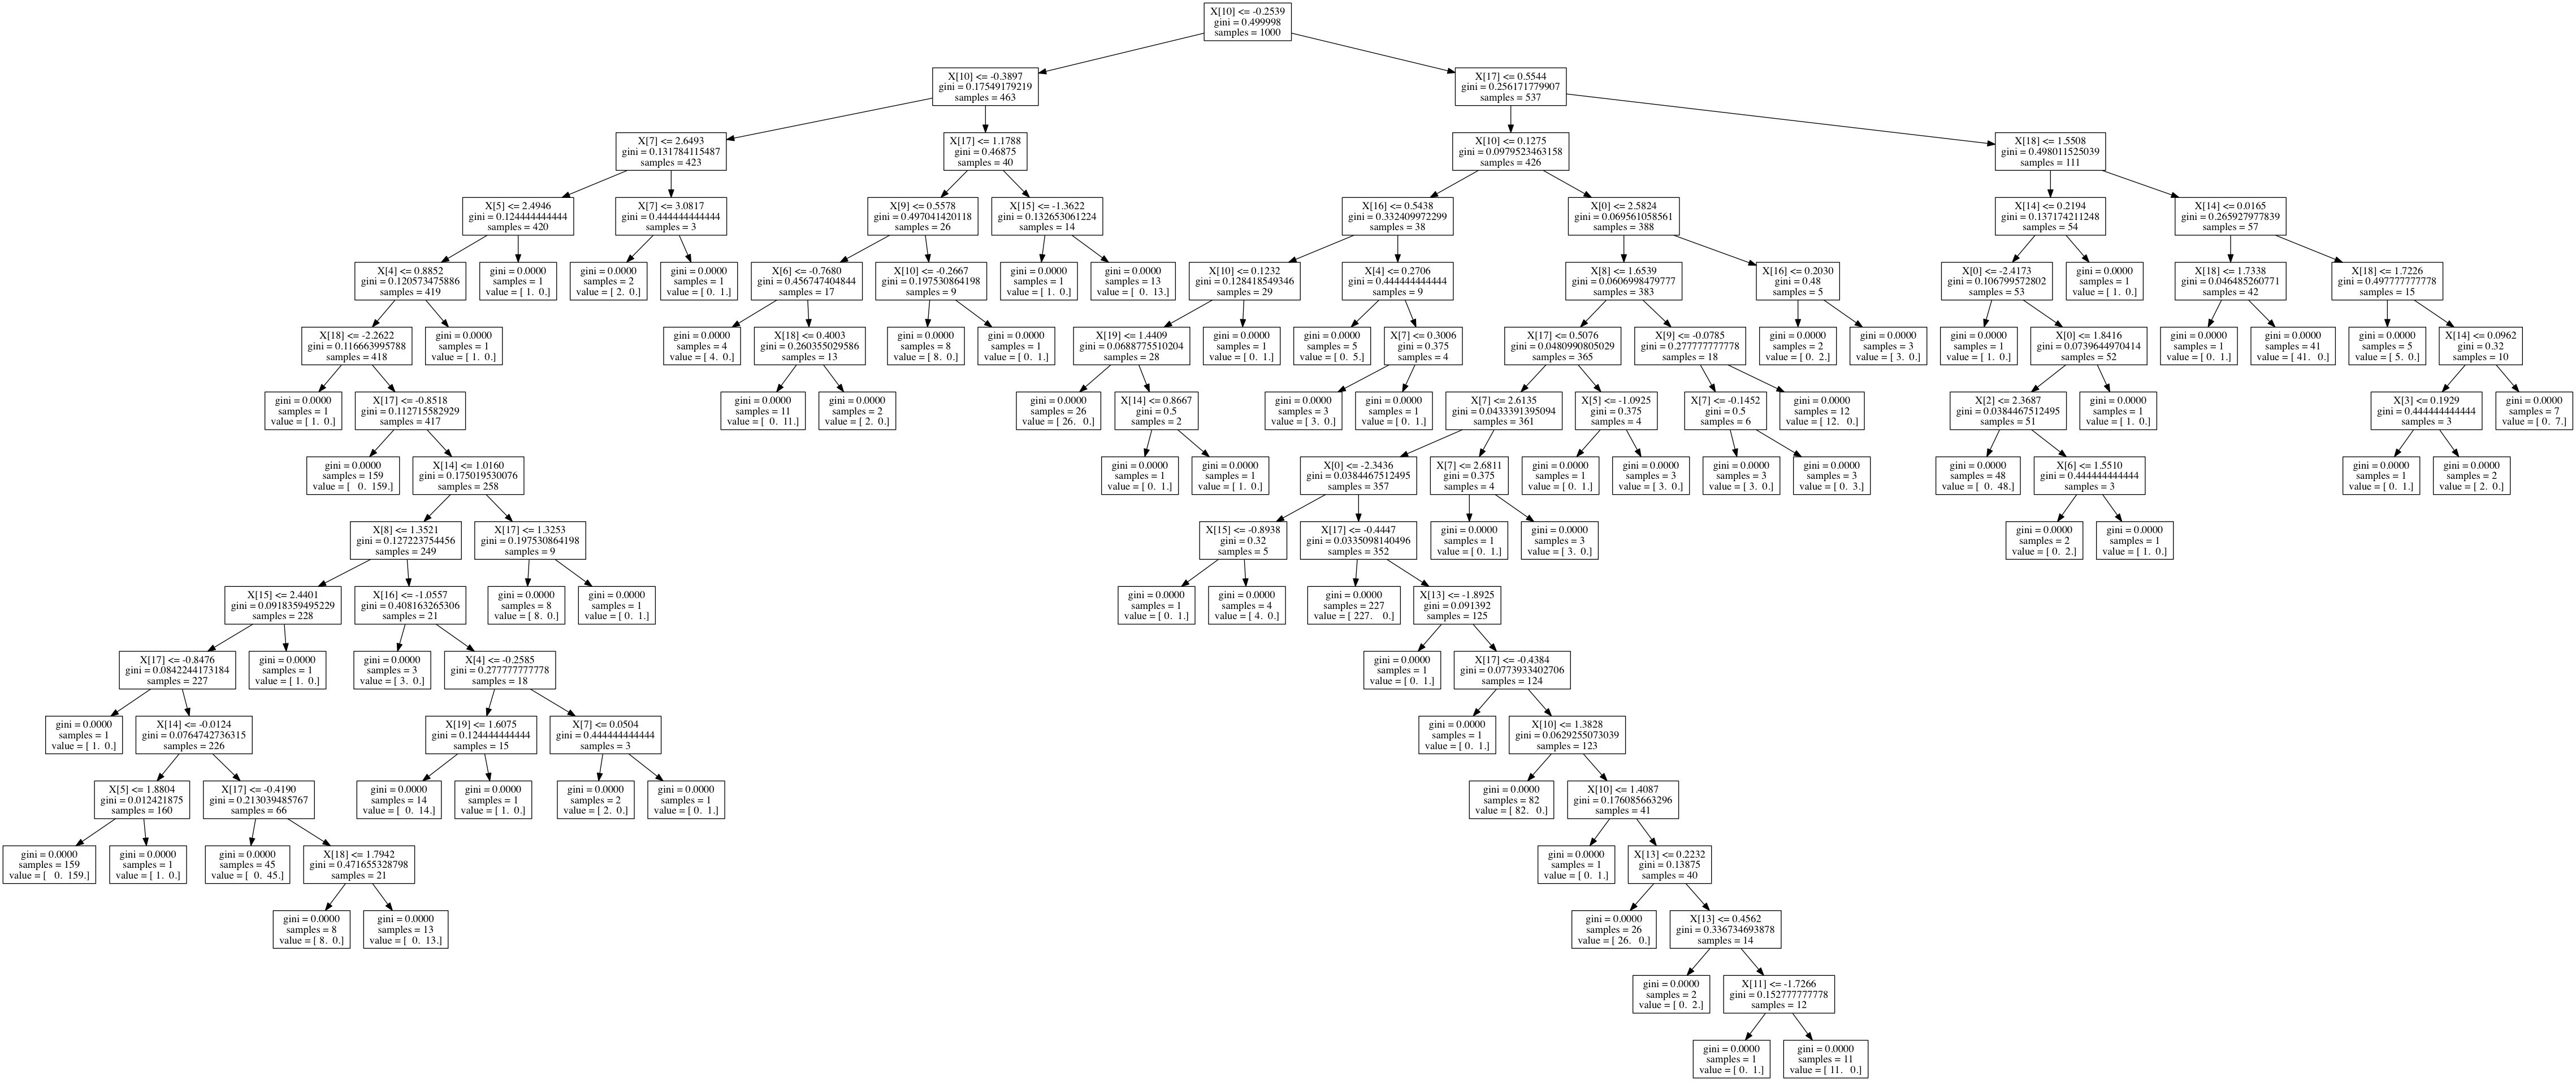 X[10] <= -0.2539
gini = 0.499998
samples = 1000
X[10] <= -0.3897
gini = 0.17549179219
samples = 463
X[17] <= 0.5544
gini = 0.256171779907
samples = 537
X[7] <= 2.6493
gini = 0.131784115487
samples = 423
X[17] <= 1.1788
gini = 0.46875
samples = 40
X[10] <= 0.1275
gini = 0.0979523463158
samples = 426
X[18] <= 1.5508
gini = 0.498011525039
samples = 111
X[5] <= 2.4946
gini = 0.124444444444
samples = 420
X[7] <= 3.0817
gini = 0.444444444444
samples = 3
X[9] <= 0.5578
gini = 0.497041420118
samples = 26
X[15] <= -1.3622
gini = 0.132653061224
samples = 14
X[16] <= 0.5438
gini = 0.332409972299
samples = 38
X[0] <= 2.5824
gini = 0.069561058561
samples = 388
X[14] <= 0.2194
gini = 0.137174211248
samples = 54
X[14] <= 0.0165
gini = 0.265927977839
samples = 57
X[4] <= 0.8852
gini = 0.120573475886
samples = 419
gini = 0.0000
samples = 1
value = [ 1. 0.]
gini = 0.0000
samples = 2
value = [ 2. 0.]
gini = 0.0000
samples = 1
value = [ 0. 1.]
X[6] <= -0.7680
gini = 0.456747404844
samples = 17
X[10] <= -0.2667
gini = 0.197530864198
samples = 9
gini = 0.0000
samples = 1
value = [ 1. 0.]
gini = 0.0000
samples = 13
value = [ 0. 13.]
X[10] <= 0.1232
gini = 0.128418549346
samples = 29
X[4] <= 0.2706
gini = 0.444444444444
samples = 9
X[8] <= 1.6539
gini = 0.0606998479777
samples = 383
X[16] <= 0.2030
gini = 0.48
samples = 5
X[0] <= -2.4173
gini = 0.106799572802
samples = 53
gini = 0.0000
samples = 1
value = [ 1. 0.]
X[18] <= 1.7338
gini = 0.046485260771
samples = 42
X[18] <= 1.7226
gini = 0.497777777778
samples = 15
X[18] <= -2.2622
gini = 0.116663995788
samples = 418
gini = 0.0000
samples = 1
value = [ 1. 0.]
gini = 0.0000
samples = 4
value = [ 4. 0.]
X[18] <= 0.4003
gini = 0.260355029586
samples = 13
gini = 0.0000
samples = 8
value = [ 8. 0.]
gini = 0.0000
samples = 1
value = [ 0. 1.]
X[19] <= 1.4409
gini = 0.0688775510204
samples = 28
gini = 0.0000
samples = 1
value = [ 0. 1.]
gini = 0.0000
samples = 5
value = [ 0. 5.]
X[7] <= 0.3006
gini = 0.375
samples = 4
X[17] <= 0.5076
gini = 0.0480990805029
samples = 365
X[9] <= -0.0785
gini = 0.277777777778
samples = 18
gini = 0.0000
samples = 2
value = [ 0. 2.]
gini = 0.0000
samples = 3
value = [ 3. 0.]
gini = 0.0000
samples = 1
value = [ 1. 0.]
X[0] <= 1.8416
gini = 0.0739644970414
samples = 52
gini = 0.0000
samples = 1
value = [ 0. 1.]
gini = 0.0000
samples = 41
value = [ 41. 0.]
gini = 0.0000
samples = 5
value = [ 5. 0.]
X[14] <= 0.0962
gini = 0.32
samples = 10
gini = 0.0000
samples = 1
value = [ 1. 0.]
X[17] <= -0.8518
gini = 0.112715582929
samples = 417
gini = 0.0000
samples = 11
value = [ 0. 11.]
gini = 0.0000
samples = 2
value = [ 2. 0.]
gini = 0.0000
samples = 26
value = [ 26. 0.]
X[14] <= 0.8667
gini = 0.5
samples = 2
gini = 0.0000
samples = 3
value = [ 3. 0.]
gini = 0.0000
samples = 1
value = [ 0. 1.]
X[7] <= 2.6135
gini = 0.0433391395094
samples = 361
X[5] <= -1.0925
gini = 0.375
samples = 4
X[7] <= -0.1452
gini = 0.5
samples = 6
gini = 0.0000
samples = 12
value = [ 12. 0.]
X[2] <= 2.3687
gini = 0.0384467512495
samples = 51
gini = 0.0000
samples = 1
value = [ 1. 0.]
X[3] <= 0.1929
gini = 0.444444444444
samples = 3
gini = 0.0000
samples = 7
value = [ 0. 7.]
gini = 0.0000
samples = 159
value = [ 0. 159.]
X[14] <= 1.0160
gini = 0.175019530076
samples = 258
gini = 0.0000
samples = 1
value = [ 0. 1.]
gini = 0.0000
samples = 1
value = [ 1. 0.]
X[0] <= -2.3436
gini = 0.0384467512495
samples = 357
X[7] <= 2.6811
gini = 0.375
samples = 4
gini = 0.0000
samples = 1
value = [ 0. 1.]
gini = 0.0000
samples = 3
value = [ 3. 0.]
gini = 0.0000
samples = 3
value = [ 3. 0.]
gini = 0.0000
samples = 3
value = [ 0. 3.]
gini = 0.0000
samples = 48
value = [ 0. 48.]
X[6] <= 1.5510
gini = 0.444444444444
samples = 3
gini = 0.0000
samples = 1
value = [ 0. 1.]
gini = 0.0000
samples = 2
value = [ 2. 0.]
X[8] <= 1.3521
gini = 0.127223754456
samples = 249
X[17] <= 1.3253
gini = 0.197530864198
samples = 9
X[15] <= -0.8938
gini = 0.32
samples = 5
X[17] <= -0.4447
gini = 0.0335098140496
samples = 352
gini = 0.0000
samples = 1
value = [ 0. 1.]
gini = 0.0000
samples = 3
value = [ 3. 0.]
gini = 0.0000
samples = 2
value = [ 0. 2.]
gini = 0.0000
samples = 1
value = [ 1. 0.]
X[15] <= 2.4401
gini = 0.0918359495229
samples = 228
X[16] <= -1.0557
gini = 0.408163265306
samples = 21
gini = 0.0000
samples = 8
value = [ 8. 0.]
gini = 0.0000
samples = 1
value = [ 0. 1.]
gini = 0.0000
samples = 1
value = [ 0. 1.]
gini = 0.0000
samples = 4
value = [ 4. 0.]
gini = 0.0000
samples = 227
value = [ 227. 0.]
X[13] <= -1.8925
gini = 0.091392
samples = 125
X[17] <= -0.8476
gini = 0.0842244173184
samples = 227
gini = 0.0000
samples = 1
value = [ 1. 0.]
gini = 0.0000
samples = 3
value = [ 3. 0.]
X[4] <= -0.2585
gini = 0.277777777778
samples = 18
gini = 0.0000
samples = 1
value = [ 0. 1.]
X[17] <= -0.4384
gini = 0.0773933402706
samples = 124
gini = 0.0000
samples = 1
value = [ 1. 0.]
X[14] <= -0.0124
gini = 0.0764742736315
samples = 226
X[19] <= 1.6075
gini = 0.124444444444
samples = 15
X[7] <= 0.0504
gini = 0.444444444444
samples = 3
gini = 0.0000
samples = 1
value = [ 0. 1.]
X[10] <= 1.3828
gini = 0.0629255073039
samples = 123
X[5] <= 1.8804
gini = 0.012421875
samples = 160
X[17] <= -0.4190
gini = 0.213039485767
samples = 66
gini = 0.0000
samples = 14
value = [ 0. 14.]
gini = 0.0000
samples = 1
value = [ 1. 0.]
gini = 0.0000
samples = 2
value = [ 2. 0.]
gini = 0.0000
samples = 1
value = [ 0. 1.]
gini = 0.0000
samples = 82
value = [ 82. 0.]
X[10] <= 1.4087
gini = 0.176085663296
samples = 41
gini = 0.0000
samples = 159
value = [ 0. 159.]
gini = 0.0000
samples = 1
value = [ 1. 0.]
gini = 0.0000
samples = 45
value = [ 0. 45.]
X[18] <= 1.7942
gini = 0.471655328798
samples = 21
gini = 0.0000
samples = 1
value = [ 0. 1.]
X[13] <= 0.2232
gini = 0.13875
samples = 40
gini = 0.0000
samples = 8
value = [ 8. 0.]
gini = 0.0000
samples = 13
value = [ 0. 13.]
gini = 0.0000
samples = 26
value = [ 26. 0.]
X[13] <= 0.4562
gini = 0.336734693878
samples = 14
gini = 0.0000
samples = 2
value = [ 0. 2.]
X[11] <= -1.7266
gini = 0.152777777778
samples = 12
gini = 0.0000
samples = 1
value = [ 0. 1.]
gini = 0.0000
samples = 11
value = [ 11. 0.]